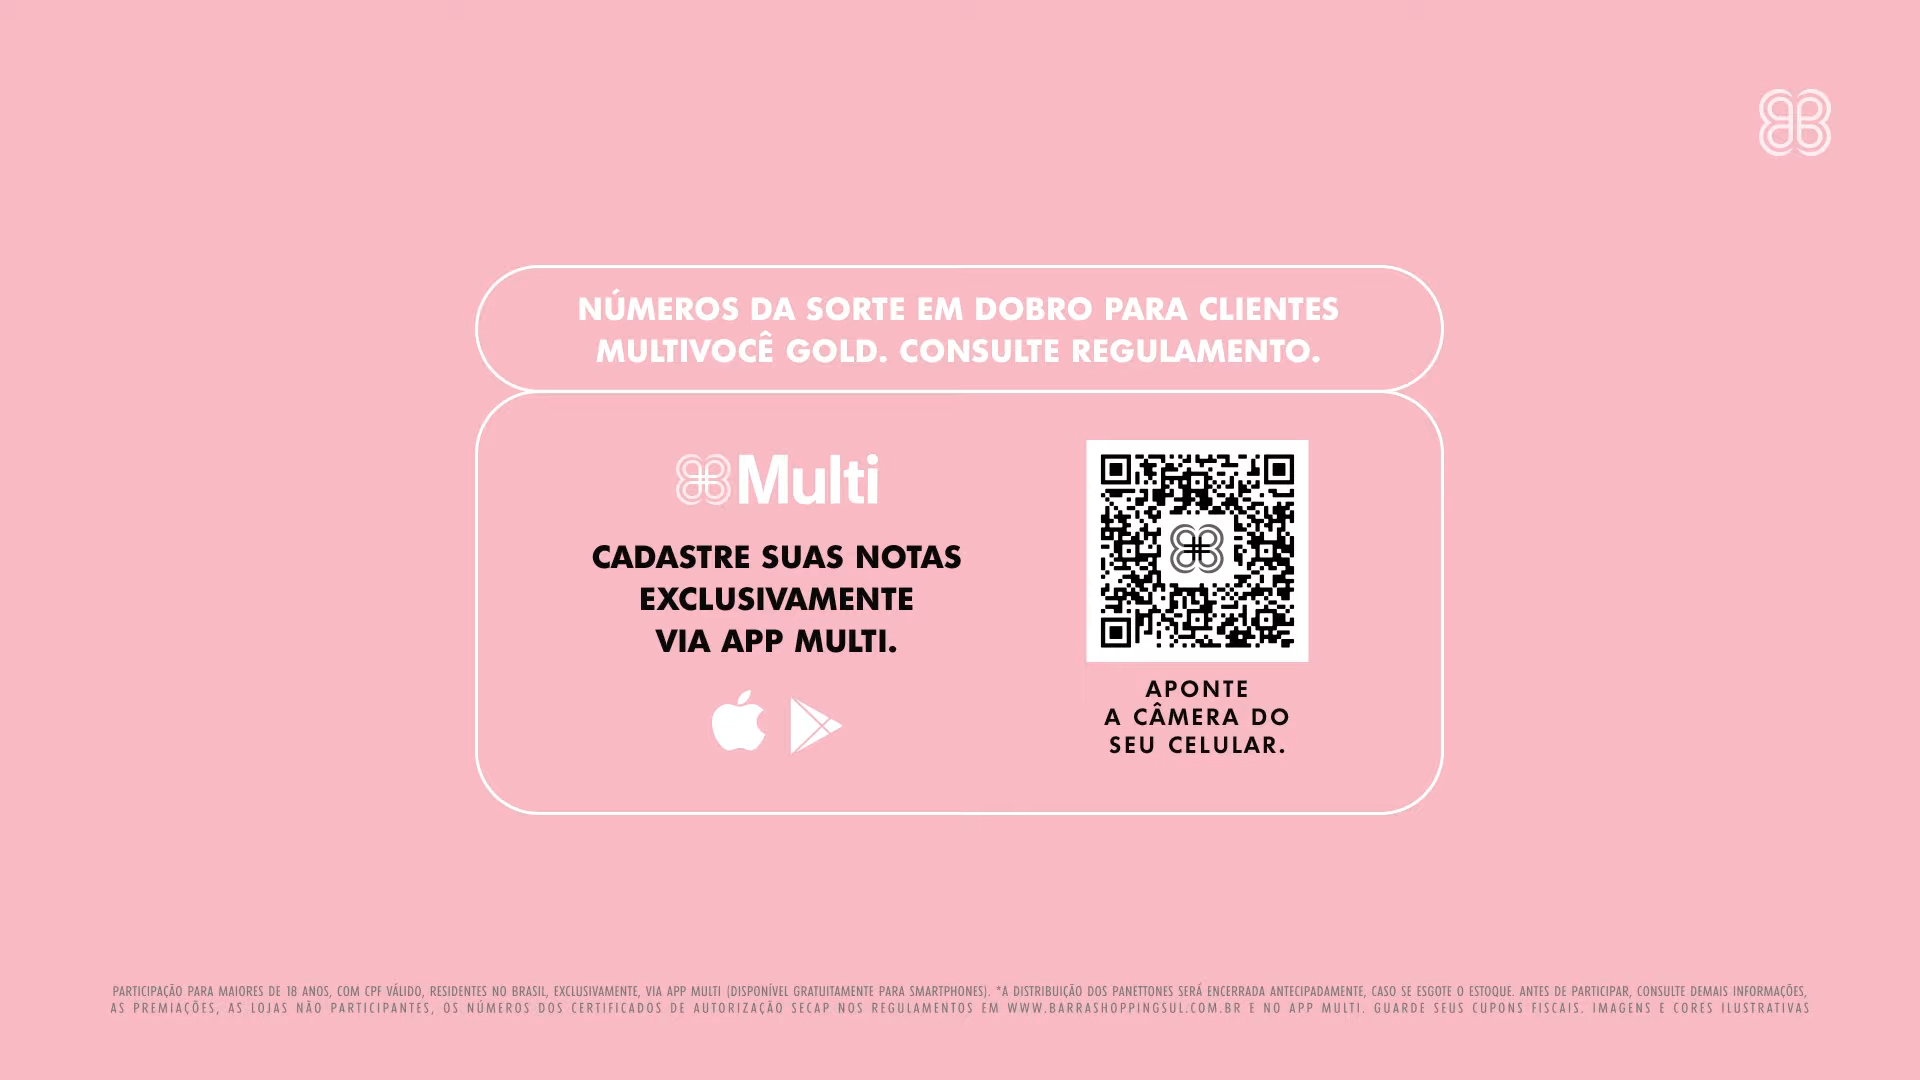 NÚMEROS DA SORTE EM DOBRO PARA CLIENTES
MULTIVOCÊ GOLD. CONSULTE REGULAMENTO.
Multi
CADASTRE SUAS NOTAS
EXCLUSIVAMENTE
VIA APP MULTI.
APONTE
A CÂMERA DO
SEU CELULAR.
PARTICIPAÇÃO PARA MAIORES DE 18 ANOS, COM CPF VÁLIDO, RESIDENTES NO BRASIL, EXCLUSIVAMENTE, VIA APP MULTI (DISPONÍVEL GRATUITAMENTE PARA SMARTPHONES). *A DISTRIBUIÇÃO DOS PANETTONES SERÁ ENCERRADA ANTECIPADAMENTE, CASO SE ESGOTE O ESTOQUE. ANTES DE PARTICIPAR, CONSULTE DEMAIS INFORMAÇÕES,
AS PREMIAÇÕES, AS LOJAS NÃO PARTICIPANTES, OS NÚMEROS DOS CERTIFICADOS DE AUTORIZAÇÃO SECAP NOS REGULAMENTOS EM WWW.BARRASHOPPINGSUL.COM.BR E NO APP MULTI. GUARDE SEUS CUPONS FISCAIS. IMAGENS E CORES ILUSTRATIVAS